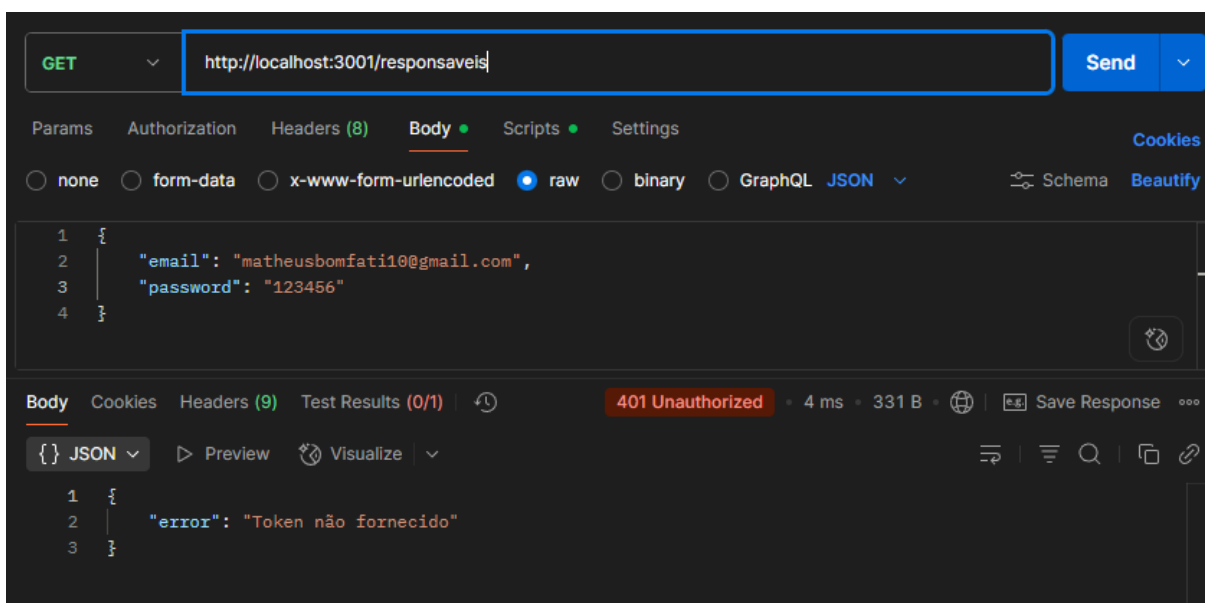 GET http://localhost:3001/responsaveis Send
Params Authorization Headers (8) Body Scripts Settings Cookies
none form-data x-www-form-urlencoded raw binary GraphQL JSON Schema Beautify
1 {
2 "email": "matheusbomfati10@gmail.com",
3 "password": "123456"
4 }
Body Cookies Headers (9) Test Results (0/1) 401 Unauthorized 4 ms 331 B e.g. Save Response
{} JSON Preview Visualize
1 {
2 "error": "Token não fornecido"
3 }